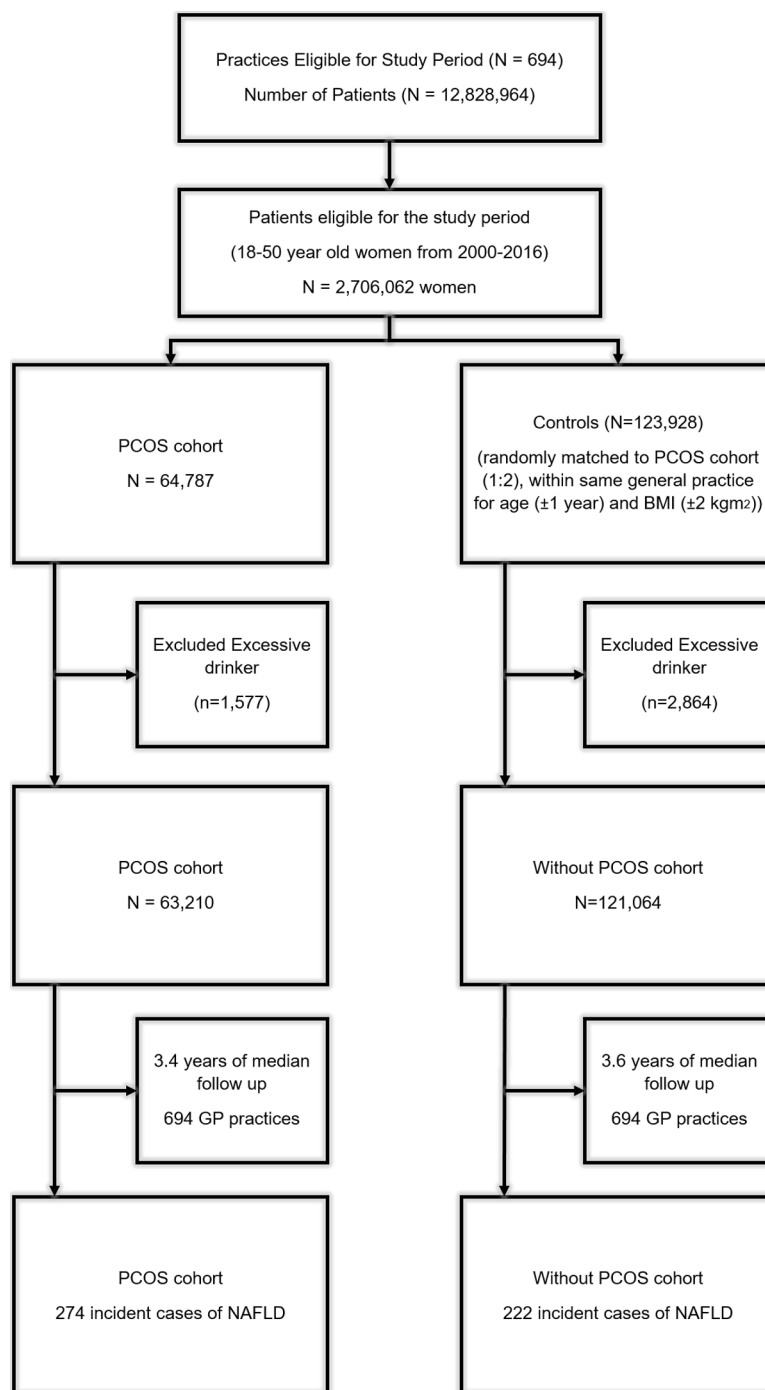 Practices Eligible for Study Period (N = 694)
Number of Patients (N = 12,828,964)
Patients eligible for the study period
(18-50 year old women from 2000-2016)
N = 2,706,062 women
PCOS cohort
N = 64,787
Controls (N=123,928)
(randomly matched to PCOS cohort
(1:2), within same general practice
for age (±1 year) and BMI (±2 kgm2))
Excluded Excessive
drinker
(n=1,577)
Excluded Excessive
drinker
(n=2,864)
PCOS cohort
N = 63,210
Without PCOS cohort
N=121,064
3.4 years of median
follow up
694 GP practices
3.6 years of median
follow up
694 GP practices
PCOS cohort
274 incident cases of NAFLD
Without PCOS cohort
222 incident cases of NAFLD